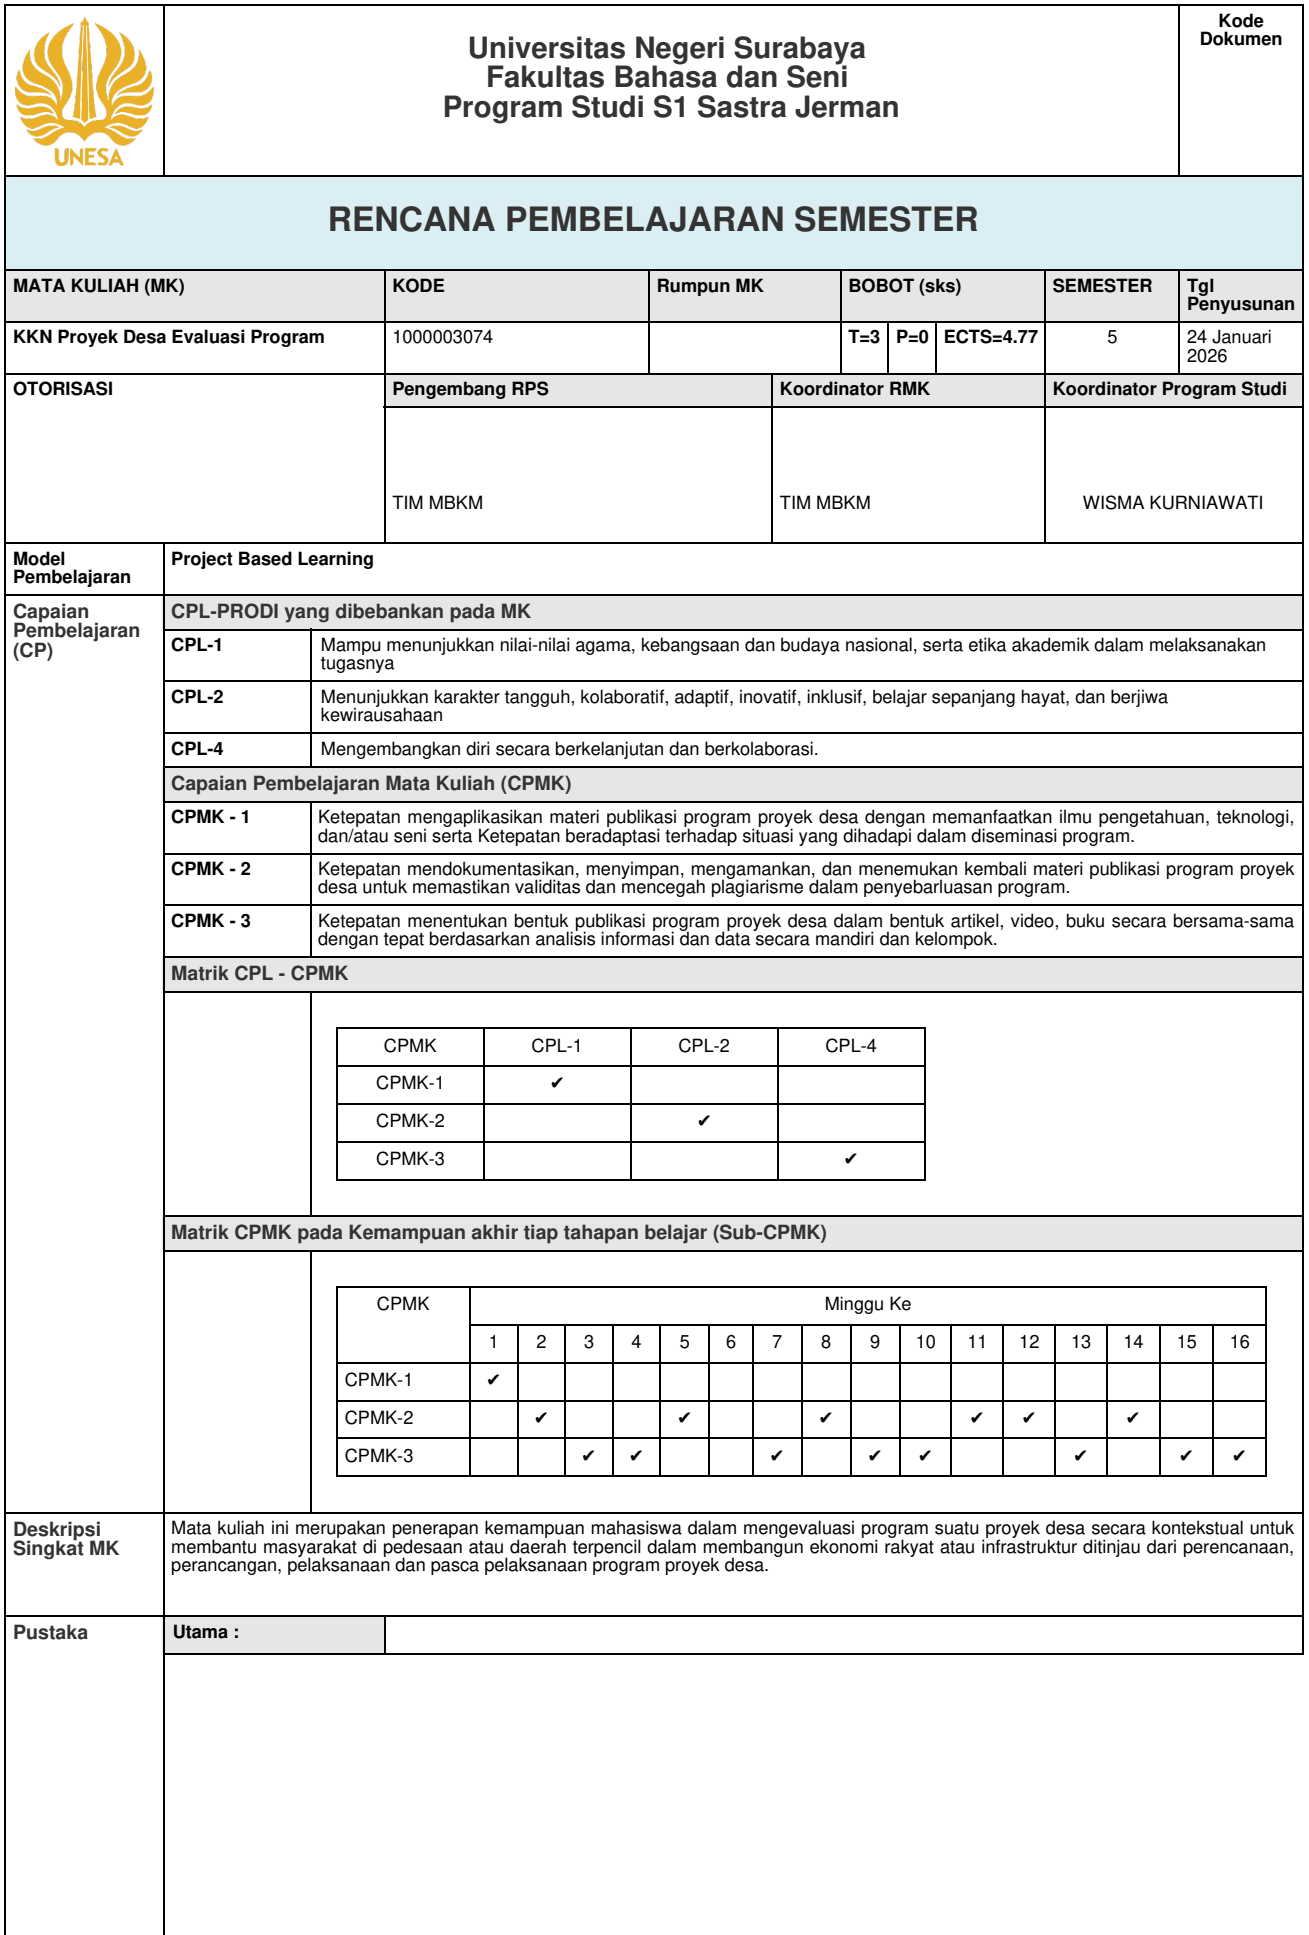 UNESA
Universitas Negeri Surabaya
Fakultas Bahasa dan Seni
Program Studi S1 Sastra Jerman
Kode
Dokumen
RENCANA PEMBELAJARAN SEMESTER
MATA KULIAH (MK) KODE Rumpun MK BOBOT (sks) SEMESTER Tgl
Penyusunan
KKN Proyek Desa Evaluasi Program 1000003074 T=3 P=0 ECTS=4.77 5 24 Januari
2026
OTORISASI Pengembang RPS Koordinator RMK Koordinator Program Studi
TIM MBKM TIM MBKM WISMA KURNIAWATI
Model
Pembelajaran
Project Based Learning
Capaian
Pembelajaran
(CP)
CPL-PRODI yang dibebankan pada MK
CPL-1 Mampu menunjukkan nilai-nilai agama, kebangsaan dan budaya nasional, serta etika akademik dalam melaksanakan
tugasnya
CPL-2 Menunjukkan karakter tangguh, kolaboratif, adaptif, inovatif, inklusif, belajar sepanjang hayat, dan berjiwa
kewirausahaan
CPL-4 Mengembangkan diri secara berkelanjutan dan berkolaborasi.
Capaian Pembelajaran Mata Kuliah (CPMK)
CPMK - 1 Ketepatan mengaplikasikan materi publikasi program proyek desa dengan memanfaatkan ilmu pengetahuan, teknologi,
dan/atau seni serta Ketepatan beradaptasi terhadap situasi yang dihadapi dalam diseminasi program.
CPMK - 2 Ketepatan mendokumentasikan, menyimpan, mengamankan, dan menemukan kembali materi publikasi program proyek
desa untuk memastikan validitas dan mencegah plagiarisme dalam penyebarluasan program.
CPMK - 3 Ketepatan menentukan bentuk publikasi program proyek desa dalam bentuk artikel, video, buku secara bersama-sama
dengan tepat berdasarkan analisis informasi dan data secara mandiri dan kelompok.
Matrik CPL - CPMK
CPMK CPL-1 CPL-2 CPL-4
CPMK-1 ✔
CPMK-2 ✔
CPMK-3 ✔
Matrik CPMK pada Kemampuan akhir tiap tahapan belajar (Sub-CPMK)
CPMK Minggu Ke
1 2 3 4 5 6 7 8 9 10 11 12 13 14 15 16
CPMK-1 ✔
CPMK-2 ✔ ✔ ✔ ✔ ✔ ✔
CPMK-3 ✔ ✔ ✔ ✔ ✔ ✔ ✔ ✔
Deskripsi
Singkat MK
Mata kuliah ini merupakan penerapan kemampuan mahasiswa dalam mengevaluasi program suatu proyek desa secara kontekstual untuk
membantu masyarakat di pedesaan atau daerah terpencil dalam membangun ekonomi rakyat atau infrastruktur ditinjau dari perencanaan,
perancangan, pelaksanaan dan pasca pelaksanaan program proyek desa.
Pustaka Utama :